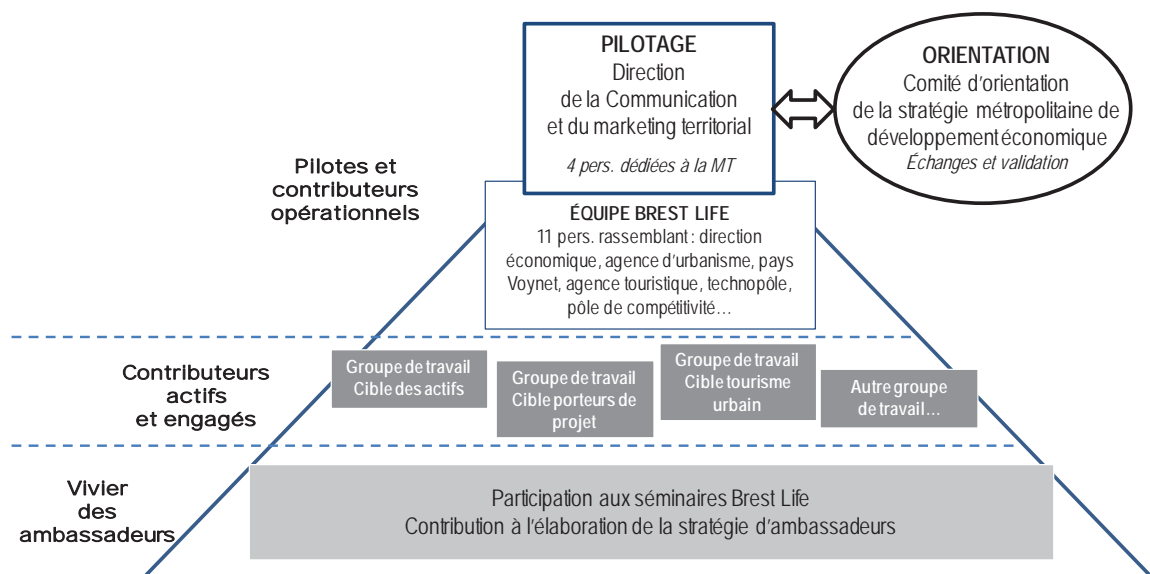 PILOTAGE
Direction
de la Communication
et du marketing territorial
4 pers. dédiées à la MT
ORIENTATION
Comité d'orientation
de la stratégie métropolitaine de
développement économique
Échanges et validation
Pilotes et
contributeurs
opérationnels
ÉQUIPE BREST LIFE
11 pers. rassemblant : direction
économique, agence d'urbanisme, pays
Voynet, agence touristique, technopôle,
pôle de compétitivité…
Contributeurs
actifs
et engagés
Groupe de travail
Cible des actifs
Groupe de travail
Cible porteurs de
projet
Groupe de travail
Cible tourisme
urbain
Autre groupe
de travail…
Vivier
des
ambassadeurs
Participation aux séminaires Brest Life
Contribution à l'élaboration de la stratégie d'ambassadeurs